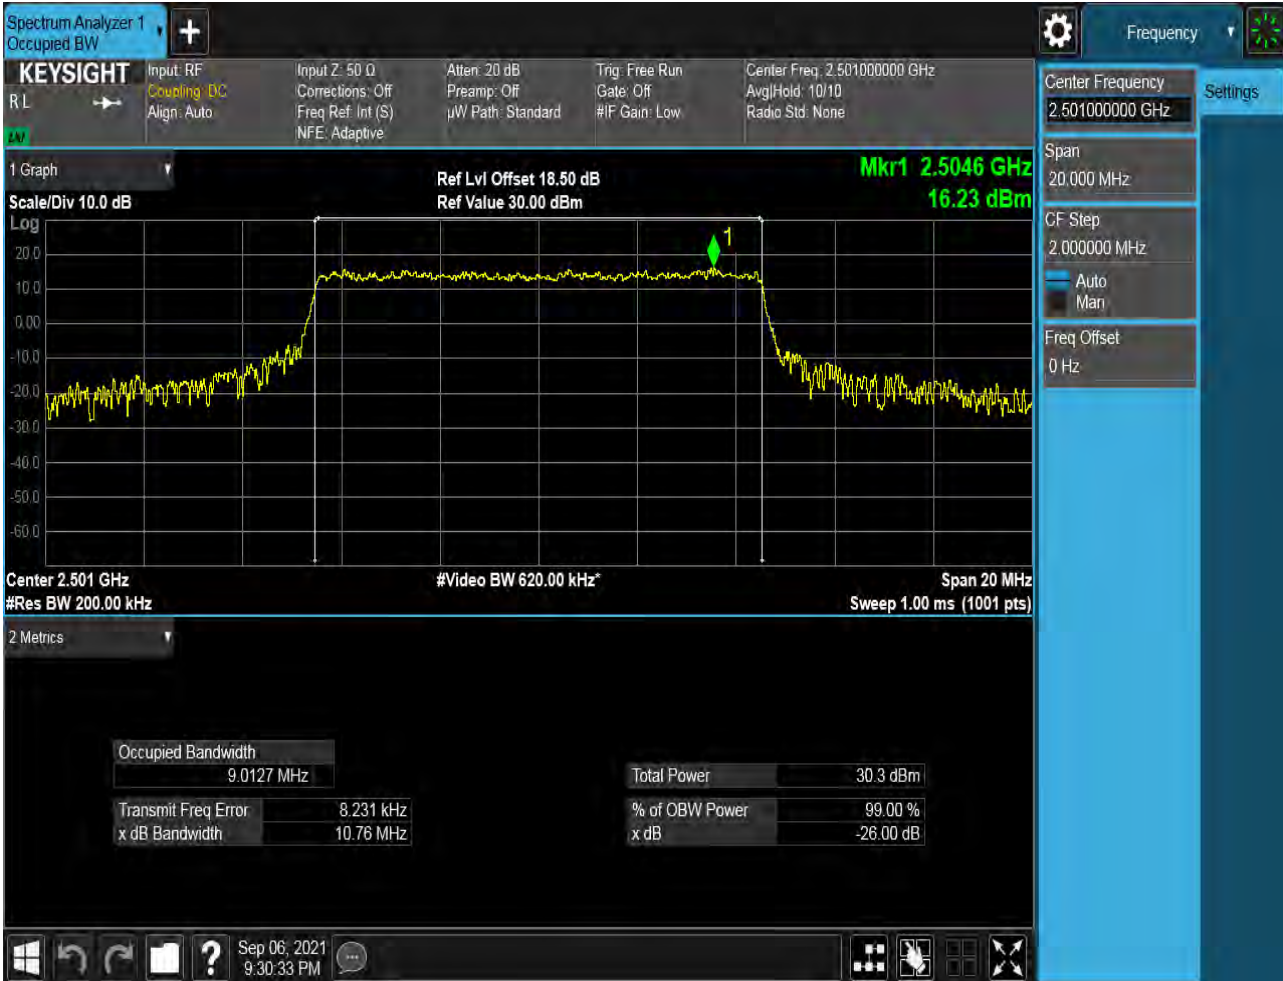 Spectrum Analyzer 1
Occupied BW
+
Frequency
KEYSIGHT
R L
Input: RF
Coupling: DC
Align: Auto
Input Z: 50 Ω
Corrections: Off
Freq Ref: Int (S)
NFE: Adaptive
Atten: 20 dB
Preamp: Off
µW Path: Standard
Trig: Free Run
Gate: Off
#IF Gain: Low
Center Freq: 2.501000000 GHz
Avg|Hold: 10/10
Radio Std: None
Center Frequency
2.501000000 GHz
Settings
Span
20.000 MHz
CF Step
2.000000 MHz
Auto
Man
Freq Offset
0 Hz
1 Graph
Scale/Div 10.0 dB
Log
Ref Lvl Offset 18.50 dB
Ref Value 30.00 dBm
Mkr1 2.5046 GHz
16.23 dBm
1
20.0
10.0
0.00
-10.0
-20.0
-30.0
-40.0
-50.0
-60.0
Center 2.501 GHz
#Res BW 200.00 kHz
#Video BW 620.00 kHz*
Span 20 MHz
Sweep 1.00 ms (1001 pts)
2 Metrics
Occupied Bandwidth
9.0127 MHz
Transmit Freq Error 8.231 kHz
x dB Bandwidth 10.76 MHz
Total Power 30.3 dBm
% of OBW Power 99.00 %
x dB -26.00 dB
?
Sep 06, 2021
9:30:33 PM